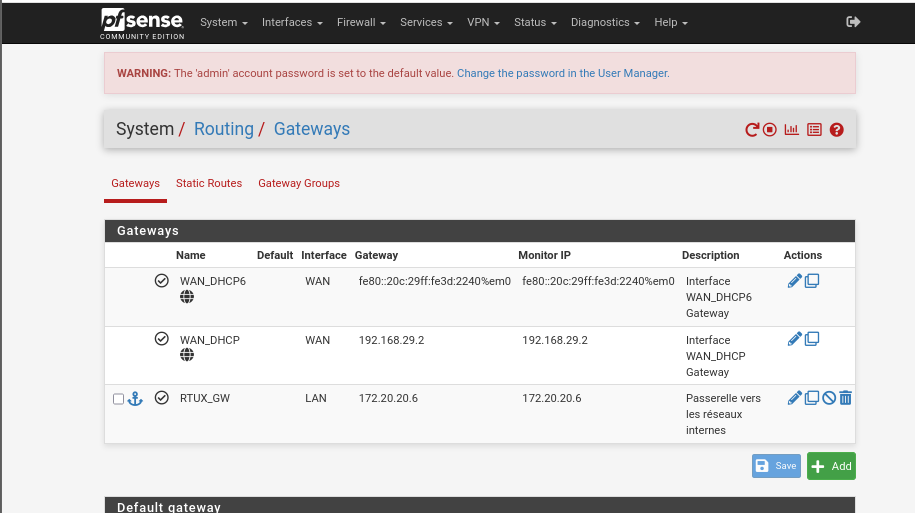 pfsense
COMMUNITY EDITION
System Interfaces Firewall Services VPN Status Diagnostics Help
WARNING: The 'admin' account password is set to the default value. Change the password in the User Manager.
System / Routing / Gateways
Gateways Static Routes Gateway Groups
Gateways
Name Default Interface Gateway Monitor IP Description Actions
WAN_DHCP6 WAN fe80::20c:29ff:fe3d:2240%em0 fe80::20c:29ff:fe3d:2240%em0 Interface
WAN_DHCP6
Gateway
WAN_DHCP WAN 192.168.29.2 192.168.29.2 Interface
WAN_DHCP
Gateway
RTUX_GW LAN 172.20.20.6 172.20.20.6 Passerelle vers
les réseaux
internes
Save Add
Default gateway